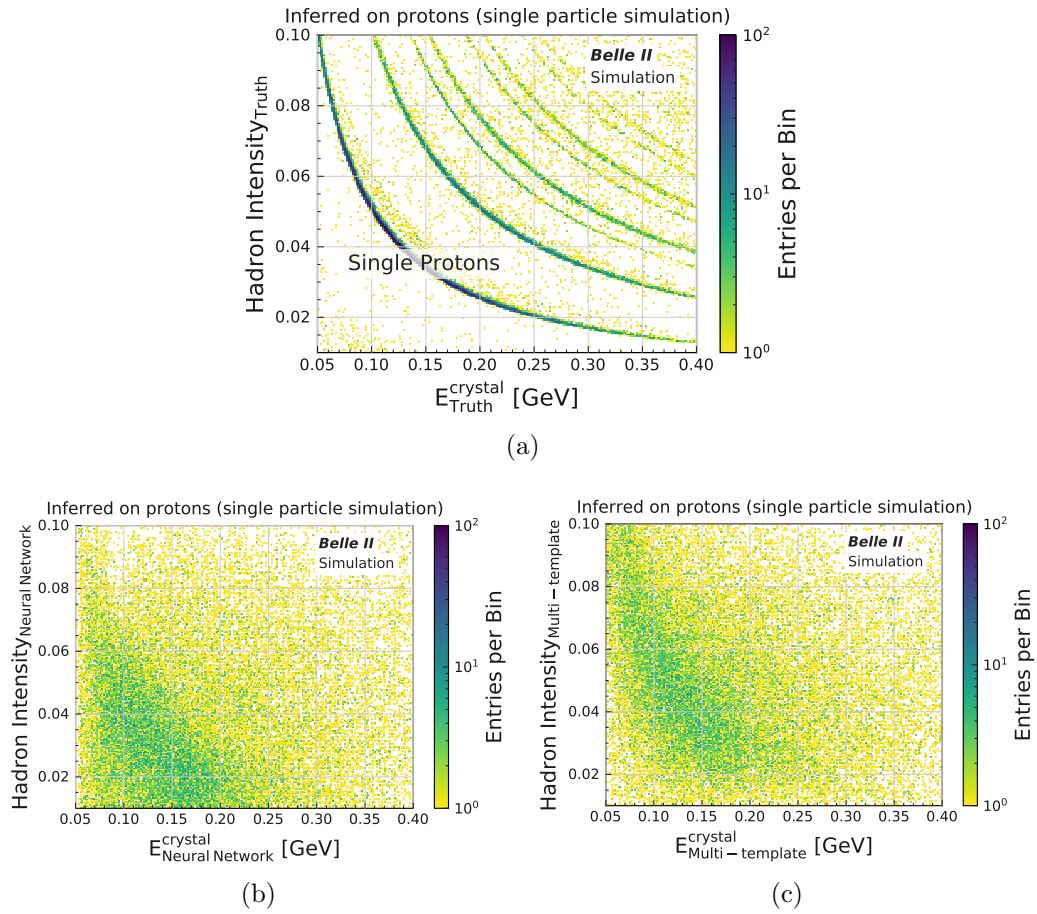 Inferred on protons (single particle simulation)
Belle II
Simulation
Single Protons
Hadron Intensity_Truth
0.10
0.08
0.06
0.04
0.02
0.05 0.10 0.15 0.20 0.25 0.30 0.35 0.40
E^crystal_Truth [GeV]
10^2
10^1
10^0
Entries per Bin
(a)
Inferred on protons (single particle simulation)
Belle II
Simulation
Hadron Intensity_Neural Network
0.10
0.08
0.06
0.04
0.02
0.05 0.10 0.15 0.20 0.25 0.30 0.35 0.40
E^crystal_Neural Network [GeV]
10^2
10^1
10^0
Entries per Bin
(b)
Inferred on protons (single particle simulation)
Belle II
Simulation
Hadron Intensity_Multi−template
0.10
0.08
0.06
0.04
0.02
0.05 0.10 0.15 0.20 0.25 0.30 0.35 0.40
E^crystal_Multi−template [GeV]
10^2
10^1
10^0
Entries per Bin
(c)